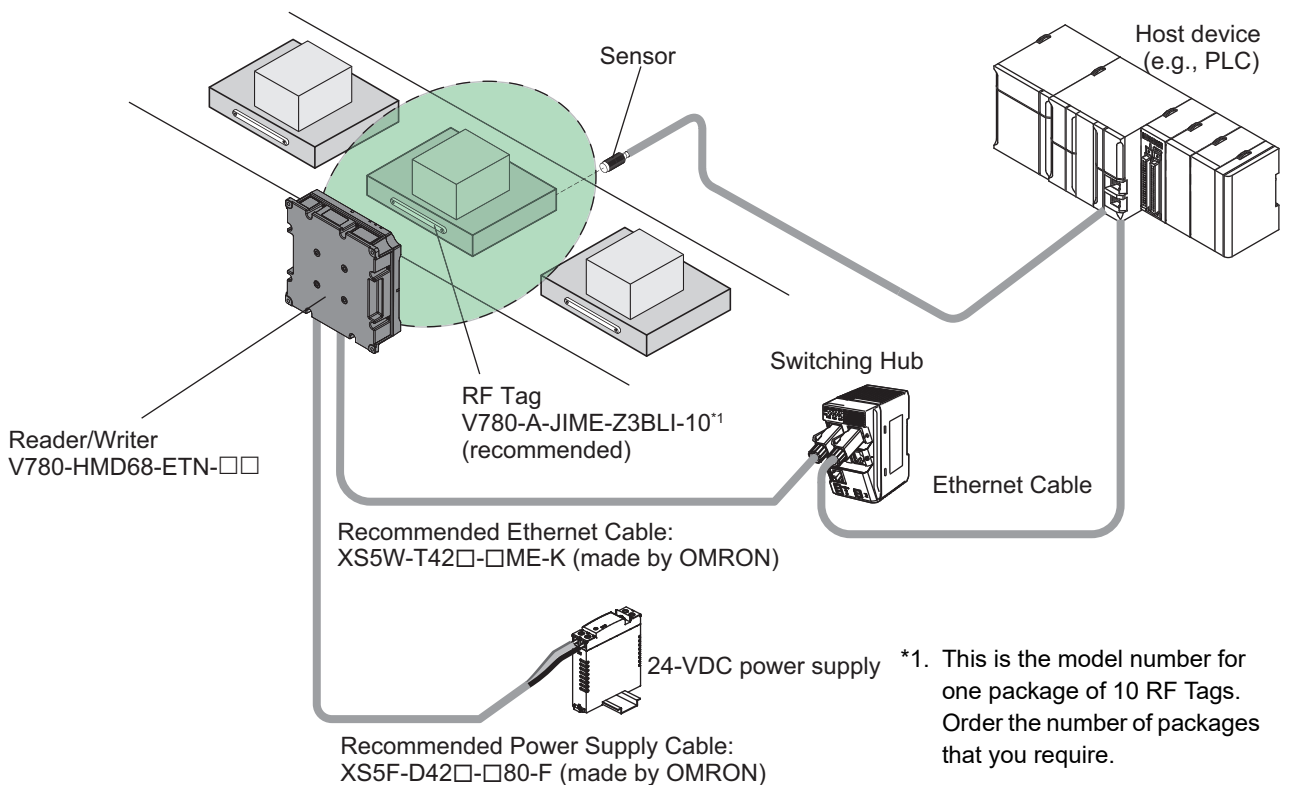 Sensor
Host device
(e.g., PLC)
Switching Hub
RF Tag
V780-A-JIME-Z3BLI-10*1
(recommended)
Reader/Writer
V780-HMD68-ETN-□□
Ethernet Cable
Recommended Ethernet Cable:
XS5W-T42□-□ME-K (made by OMRON)
24-VDC power supply
*1. This is the model number for
one package of 10 RF Tags.
Order the number of packages
that you require.
Recommended Power Supply Cable:
XS5F-D42□-□80-F (made by OMRON)